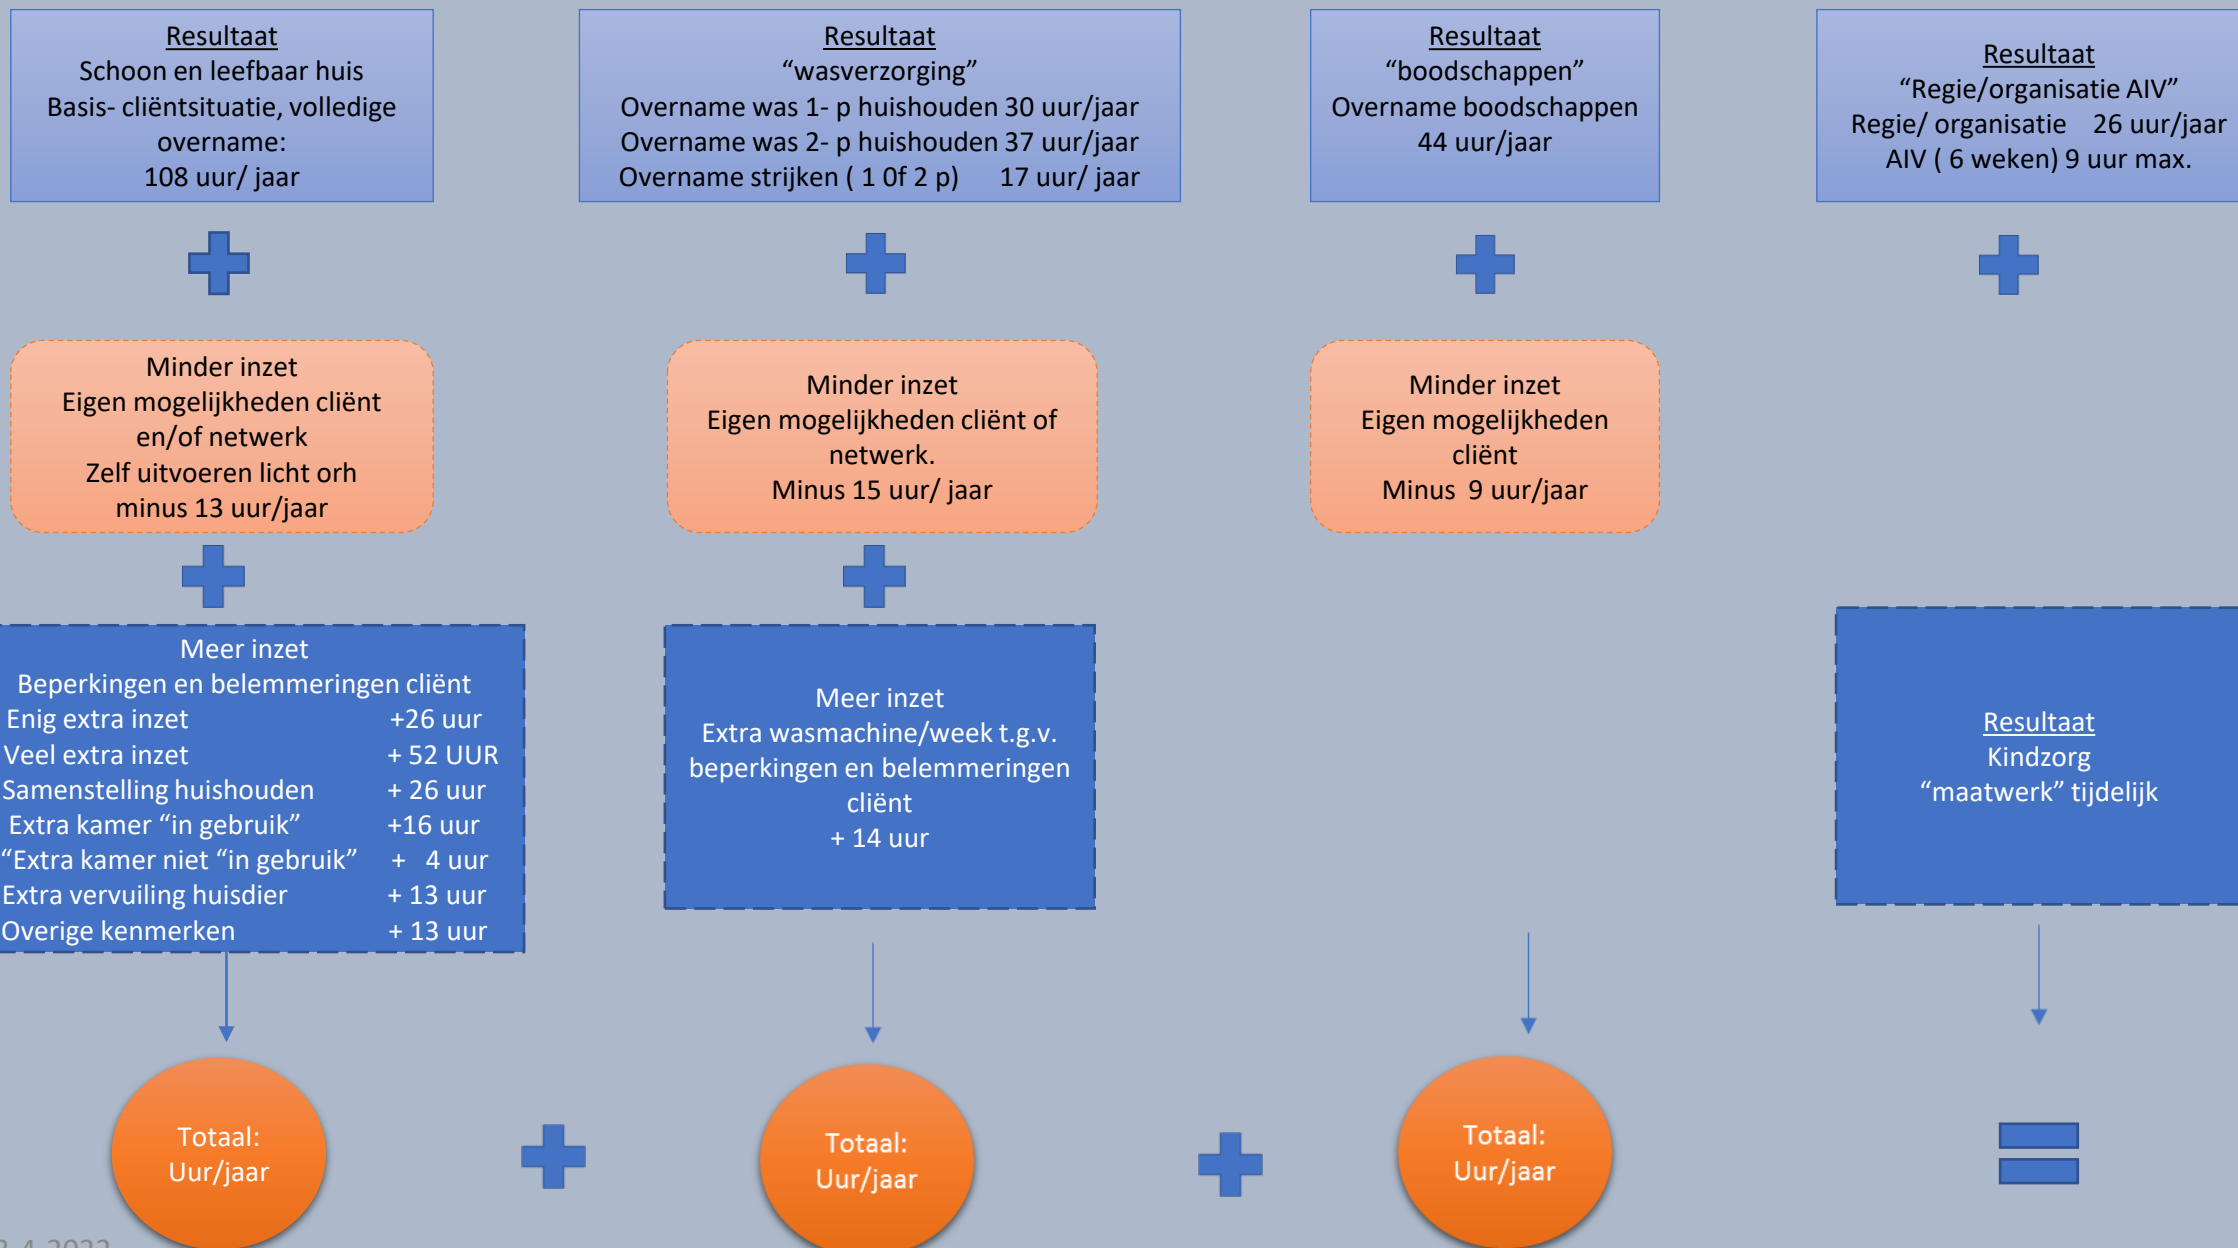 Resultaat
Schoon en leefbaar huis
Basis- cliëntsituatie, volledige
overname:
108 uur/ jaar
Resultaat
“wasverzorging”
Overname was 1- p huishouden 30 uur/jaar
Overname was 2- p huishouden 37 uur/jaar
Overname strijken ( 1 0f 2 p) 17 uur/ jaar
Resultaat
“boodschappen”
Overname boodschappen
44 uur/jaar
Resultaat
“Regie/organisatie AIV”
Regie/ organisatie 26 uur/jaar
AIV ( 6 weken) 9 uur max.
Minder inzet
Eigen mogelijkheden cliënt
en/of netwerk
Zelf uitvoeren licht orh
minus 13 uur/jaar
Minder inzet
Eigen mogelijkheden cliënt of
netwerk.
Minus 15 uur/ jaar
Minder inzet
Eigen mogelijkheden
cliënt
Minus 9 uur/jaar
Meer inzet
Beperkingen en belemmeringen cliënt
Enig extra inzet +26 uur
Veel extra inzet + 52 UUR
Samenstelling huishouden + 26 uur
Extra kamer “in gebruik” +16 uur
“Extra kamer niet “in gebruik” + 4 uur
Extra vervuiling huisdier + 13 uur
Overige kenmerken + 13 uur
Meer inzet
Extra wasmachine/week t.g.v.
beperkingen en belemmeringen
cliënt
+ 14 uur
Resultaat
Kindzorg
“maatwerk” tijdelijk
Totaal:
Uur/jaar
Totaal:
Uur/jaar
Totaal:
Uur/jaar